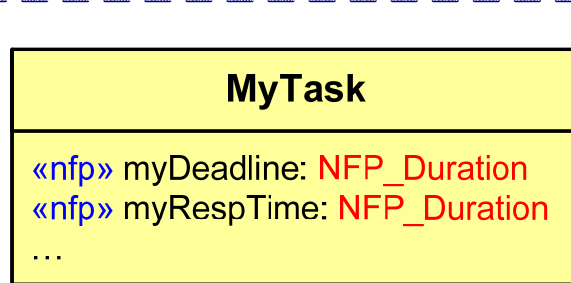 MyTask
«nfp» myDeadline: NFP_Duration
«nfp» myRespTime: NFP_Duration
…